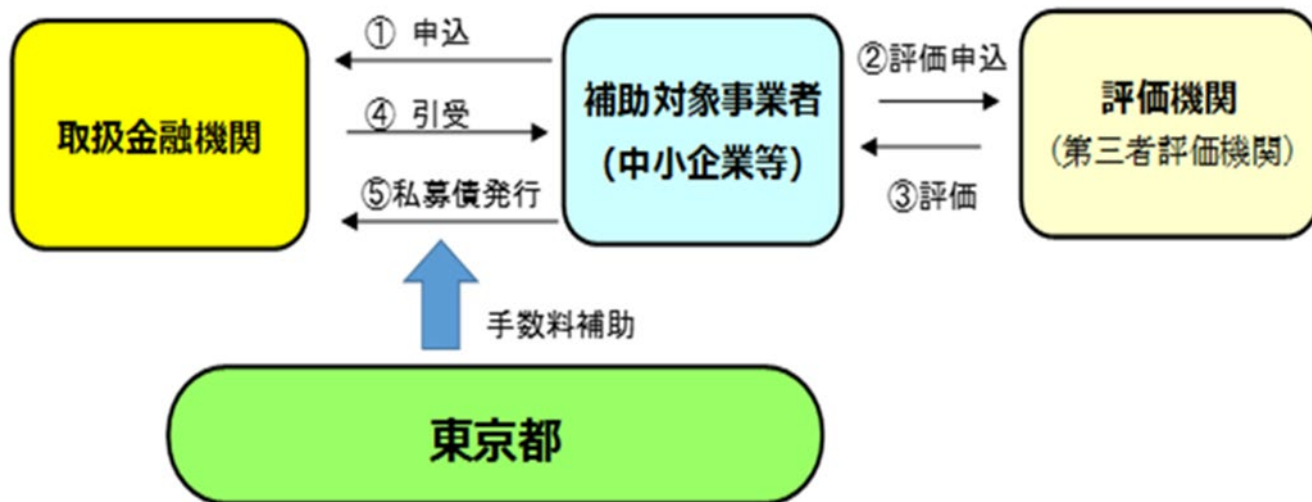 ① 申込
取扱金融機関
④ 引受
⑤私募債発行
補助対象事業者
(中小企業等)
②評価申込
③評価
評価機関
(第三者評価機関)
手数料補助
東京都